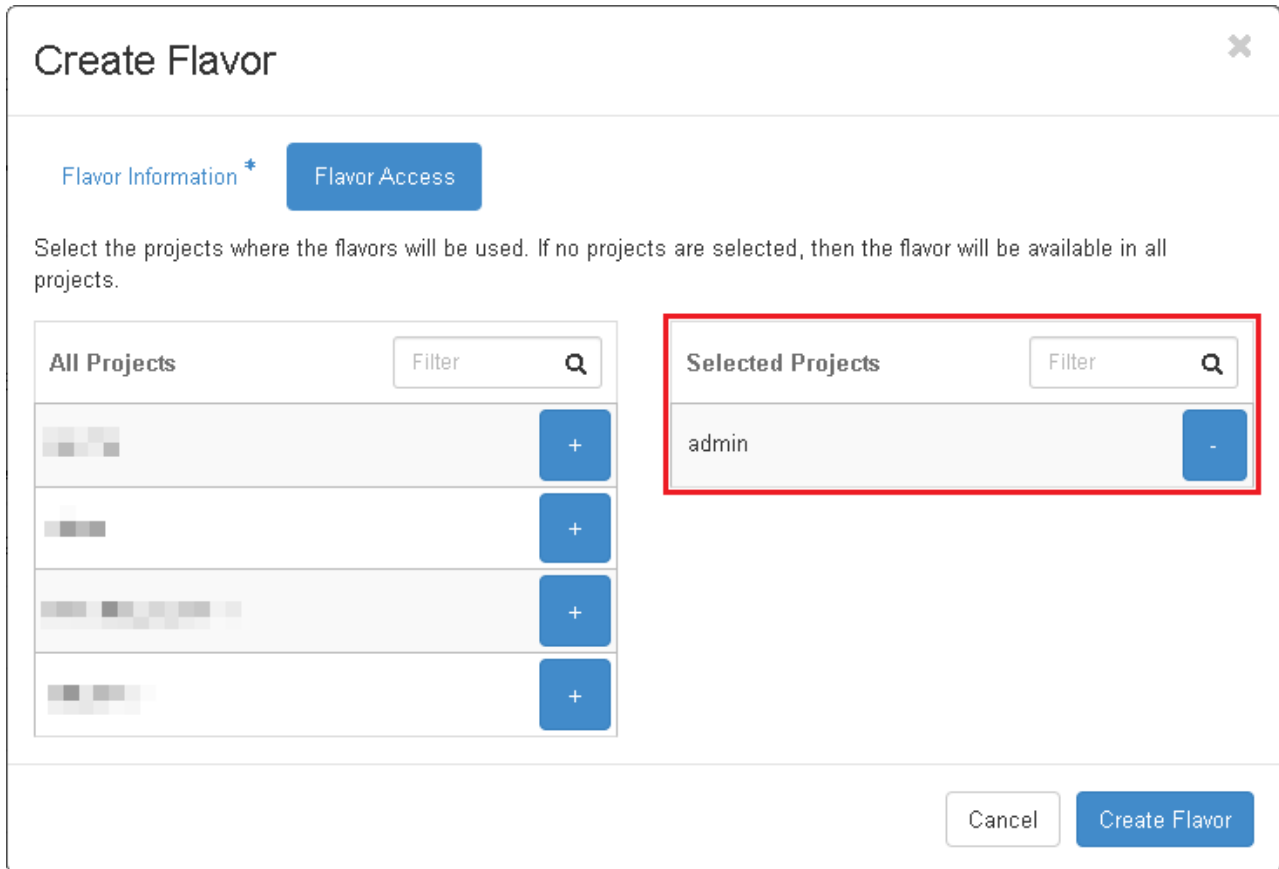 Create Flavor
Flavor Information *
Flavor Access
Select the projects where the flavors will be used. If no projects are selected, then the flavor will be available in all
projects.
All Projects
Filter
+
+
+
+
Selected Projects
Filter
admin
-
Cancel
Create Flavor